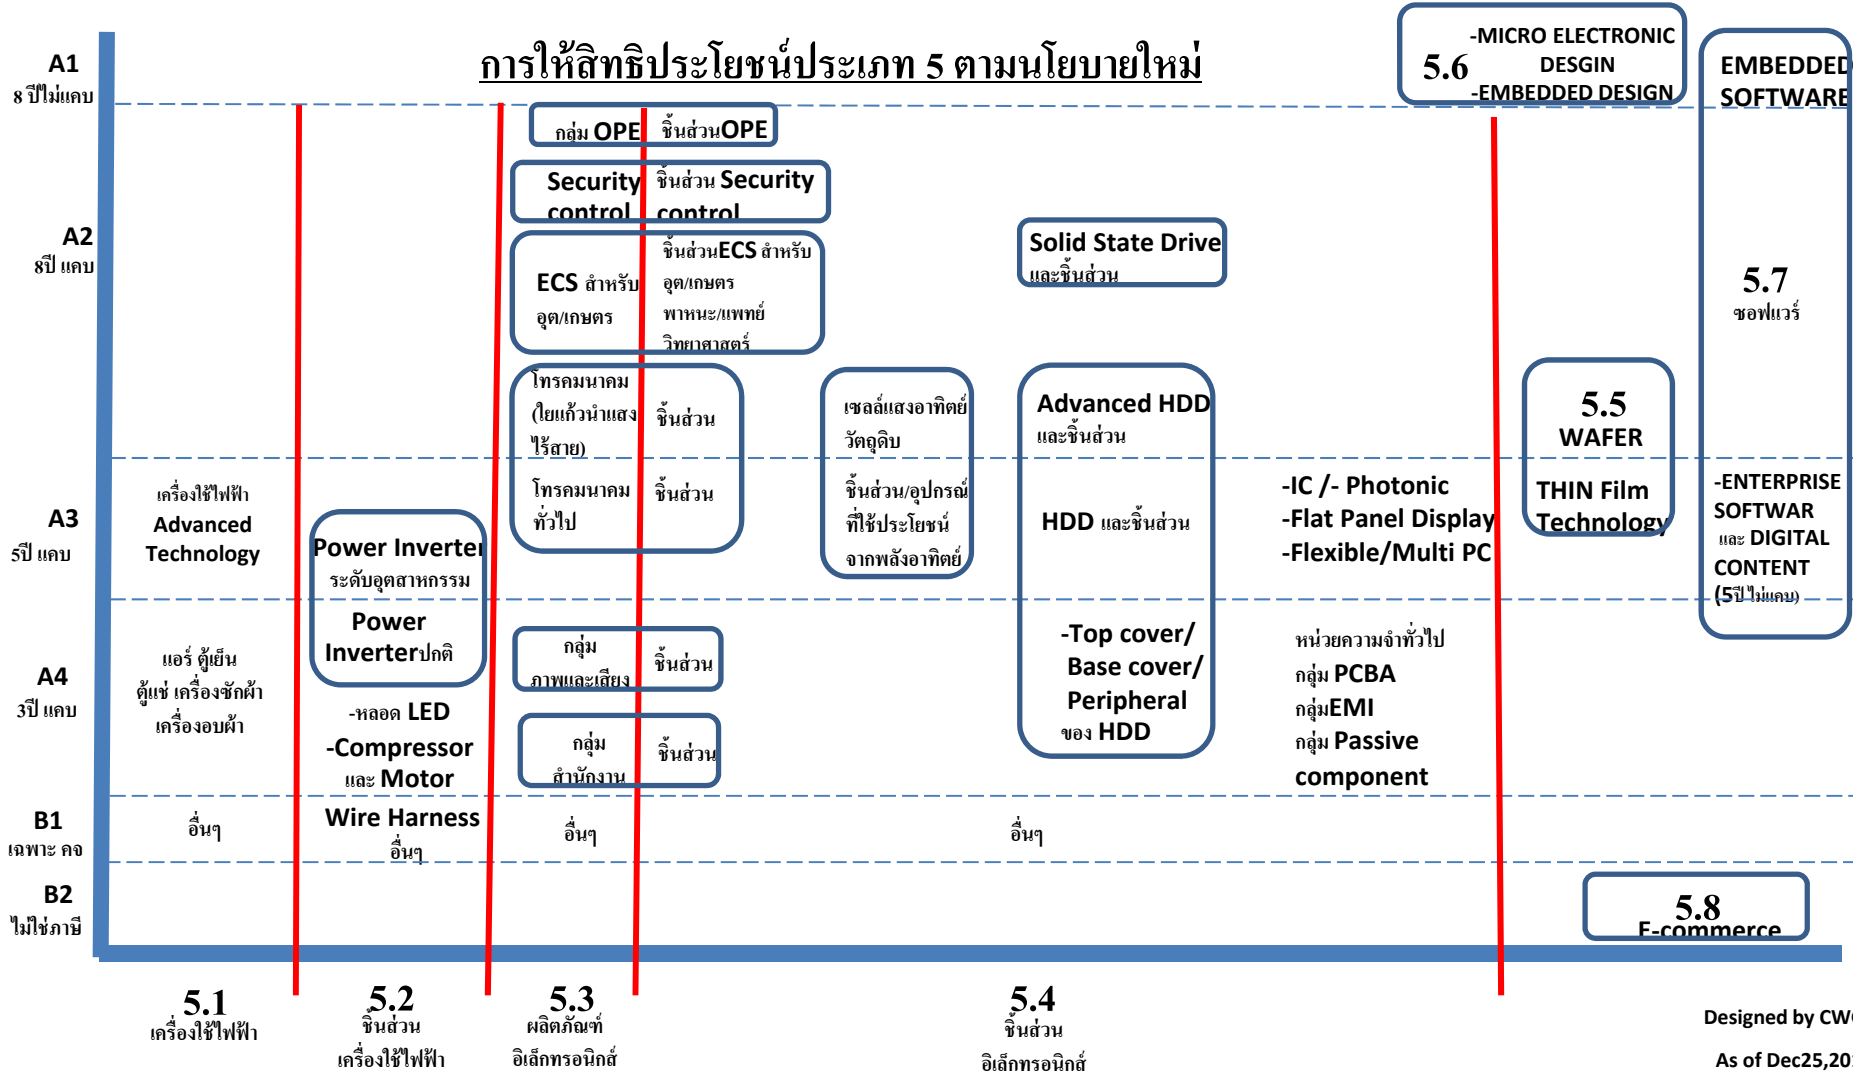 การให้สิทธิประโยชน์ประเภท 5 ตามนโยบายใหม่
A1
8 ปีไม่แคบ
A2
8ปี แคบ
A3
5ปี แคบ
A4
3ปี แคบ
B1
เฉพาะ คจ
B2
ไม่ใช่ภาษี
เครื่องใช้ไฟฟ้า
Advanced
Technology
แอร์ ตู้เย็น
ตู้แช่ เครื่องซักผ้า
เครื่องอบผ้า
อื่นๆ
Power Inverter
ระดับอุตสาหกรรม
Power
Inverterปกติ
-หลอด LED
-Compressor
และ Motor
Wire Harness
อื่นๆ
กลุ่ม OPE
ชิ้นส่วนOPE
Security
control
ชิ้นส่วน Security
control
ECS สำหรับ
อุต/เกษตร
ชิ้นส่วนECS สำหรับ
อุต/เกษตร
พาหนะ/แพทย์
วิทยาศาสตร์
โทรคมนาคม
(ใยแก้วนำแสง
ไร้สาย)
ชิ้นส่วน
โทรคมนาคม
ทั่วไป
ชิ้นส่วน
กลุ่ม
ภาพและเสียง
ชิ้นส่วน
กลุ่ม
สำนักงาน
ชิ้นส่วน
อื่นๆ
เซลล์แสงอาทิตย์
วัตถุดิบ
ชิ้นส่วน/อุปกรณ์
ที่ใช้ประโยชน์
จากพลังอาทิตย์
Solid State Drive
และชิ้นส่วน
Advanced HDD
และชิ้นส่วน
HDD และชิ้นส่วน
-Top cover/
Base cover/
Peripheral
ของ HDD
อื่นๆ
-IC /- Photonic
-Flat Panel Display
-Flexible/Multi PC
หน่วยความจำทั่วไป
กลุ่ม PCBA
กลุ่มEMI
กลุ่ม Passive
component
5.6
-MICRO ELECTRONIC
DESGIN
-EMBEDDED DESIGN
5.5
WAFER
THIN Film
Technology
EMBEDDED
SOFTWARE
5.7
ซอฟแวร์
-ENTERPRISE
SOFTWAR
และ DIGITAL
CONTENT
(5ปี ไม่แคบ)
5.8
E-commerce
5.1
เครื่องใช้ไฟฟ้า
5.2
ชิ้นส่วน
เครื่องใช้ไฟฟ้า
5.3
ผลิตภัณฑ์
อิเล็กทรอนิกส์
5.4
ชิ้นส่วน
อิเล็กทรอนิกส์
Designed by
As of